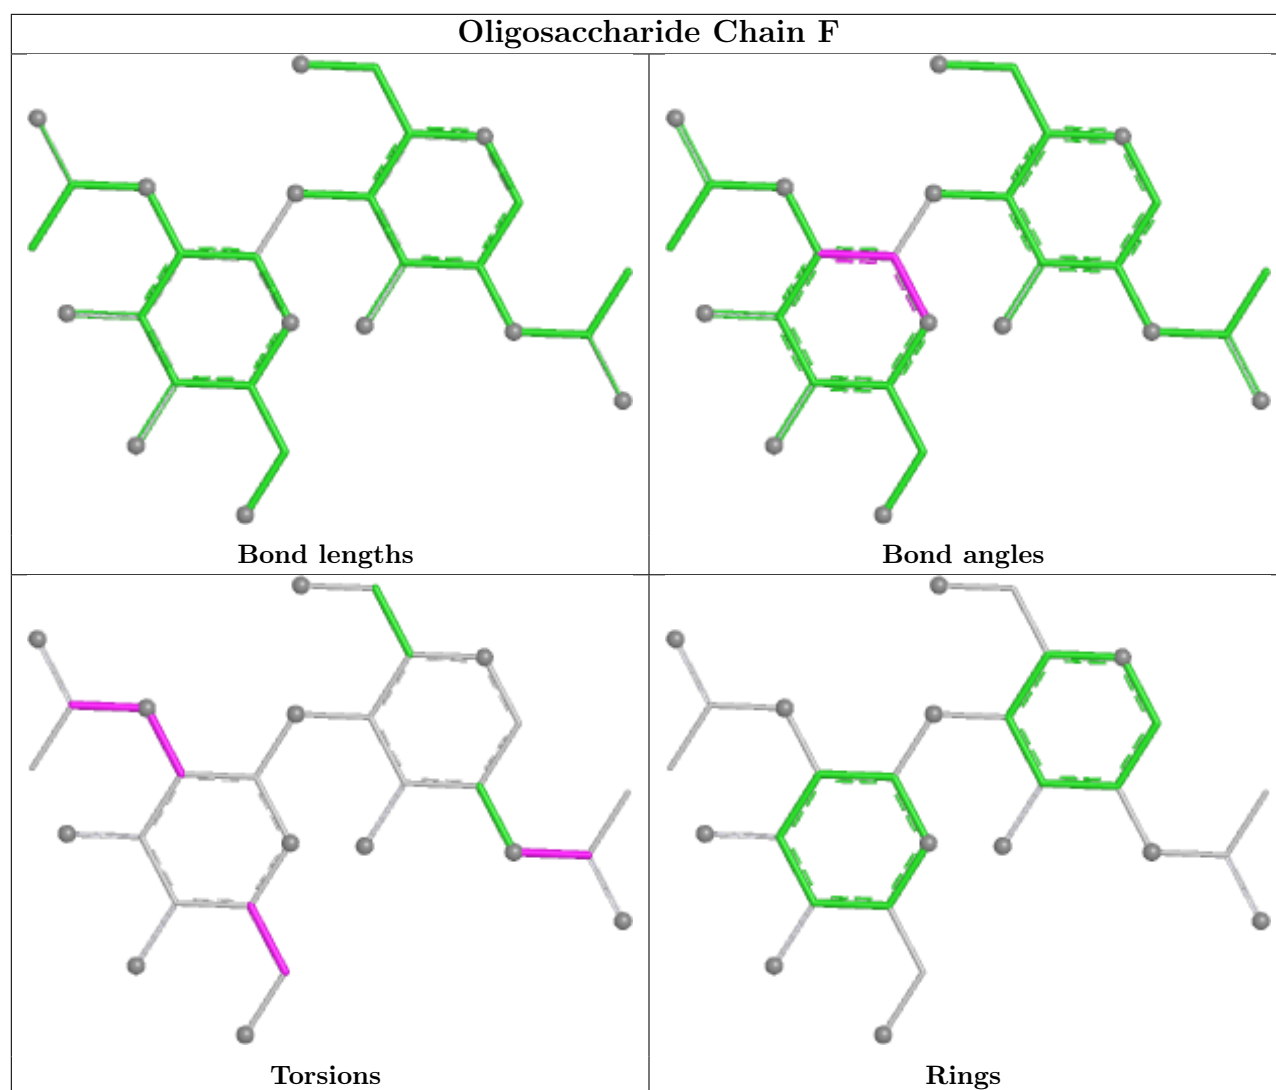 Oligosaccharide Chain F
Bond lengths
Bond angles
Torsions
Rings